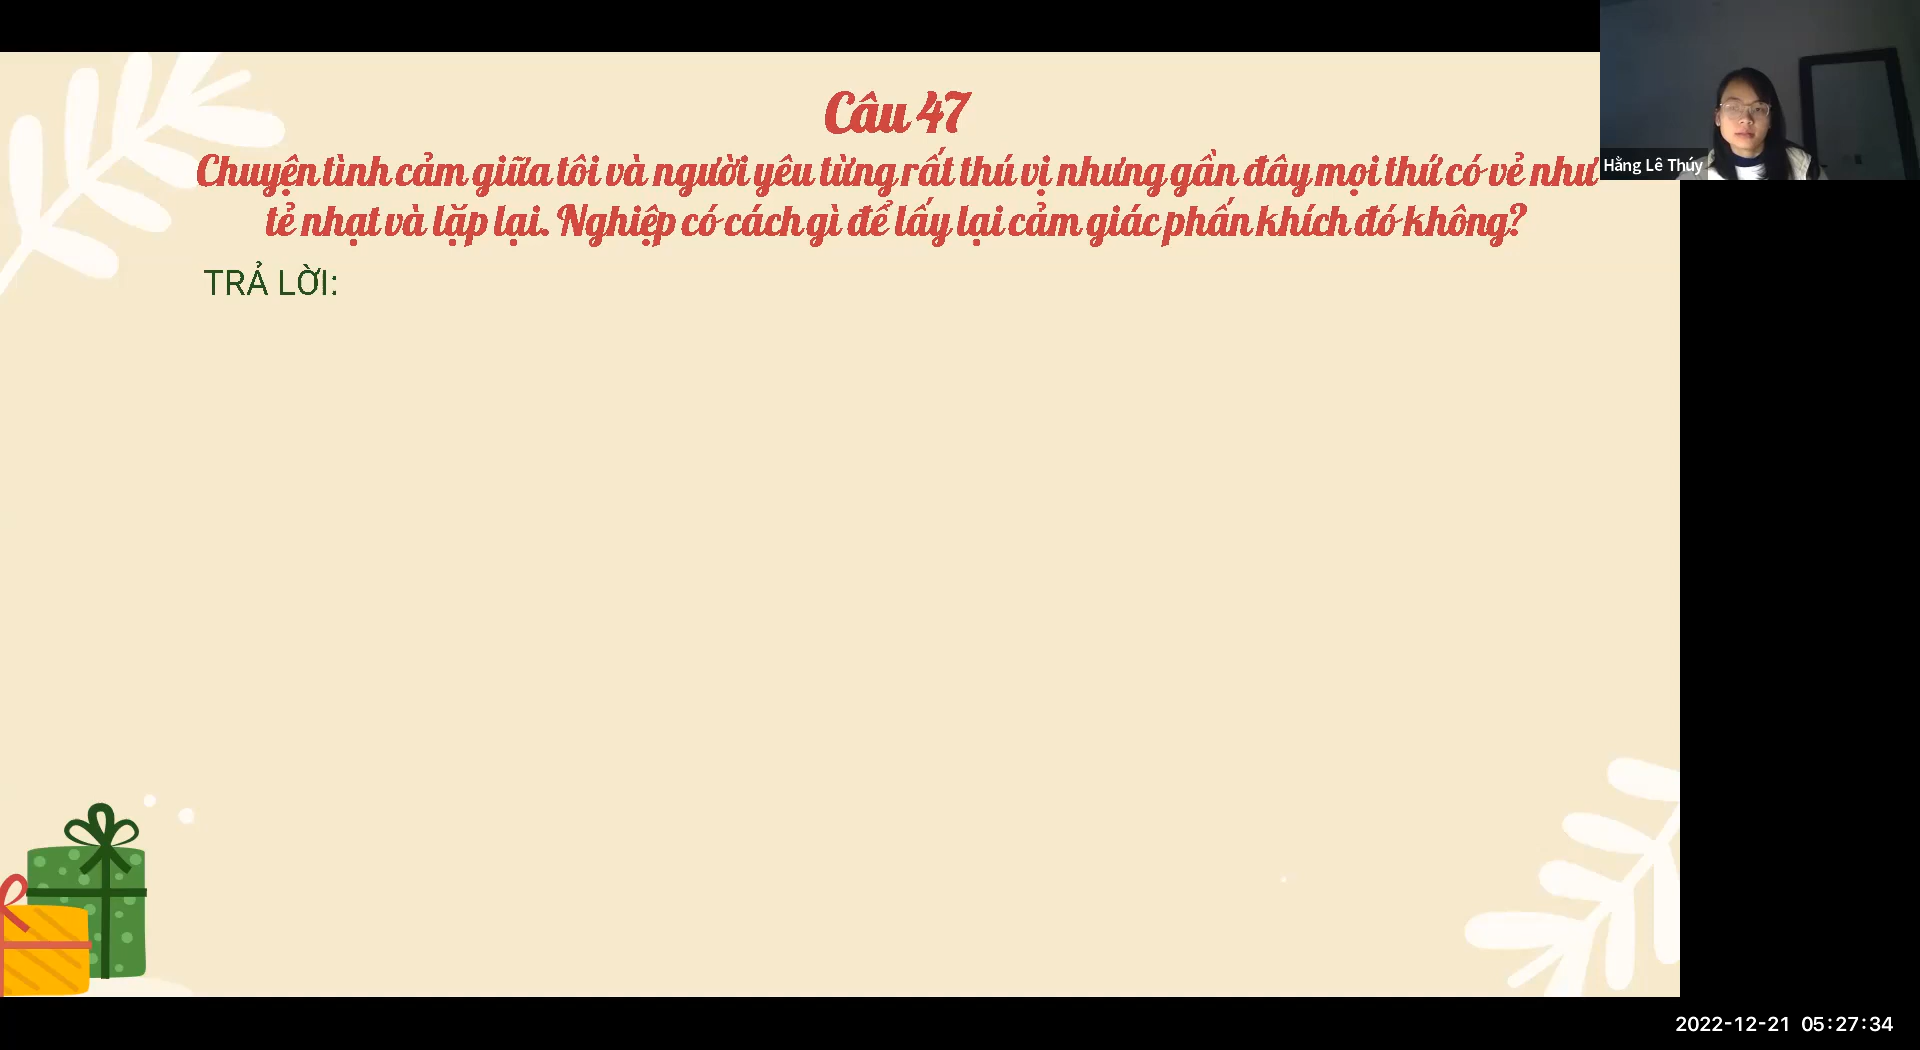 Câu 47
Chuyện tình cảm giữa tôi và người yêu từng rất thú vị nhưng gần đây mọi thứ có vẻ như
tẻ nhạt và lặp lại. Nghiệp có cách gì để lấy lại cảm giác phấn khích đó không?
TRẢ LỜI:
Hằng Lê Thúy
2022-12-21 05:27:34